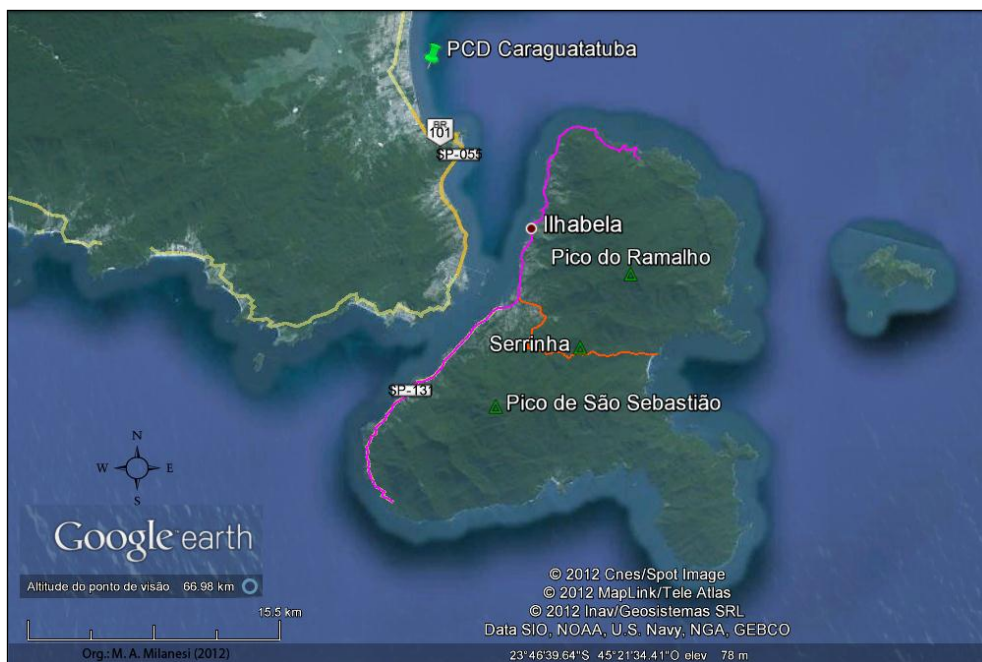 PCD Caraguatatuba
BR
101
SP-055
Ilhabela
Pico do Ramalho
Serrinha
SP-131
Pico de São Sebastião
N
W E
S
Google earth
Altitude do ponto de visão 66.98 km
15.5 km
Org.: M. A. Milanesi (2012)
© 2012 Cnes/Spot Image
© 2012 MapLink/Tele Atlas
© 2012 Inav/Geosistemas SRL
Data SIO, NOAA, U.S. Navy, NGA, GEBCO
23°46'39.64"S 45°21'34.41"O elev 78 m